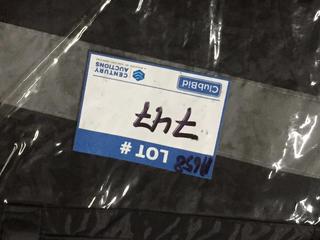 ClubBid
CENTURY
AUCTIONS
747
LOT #